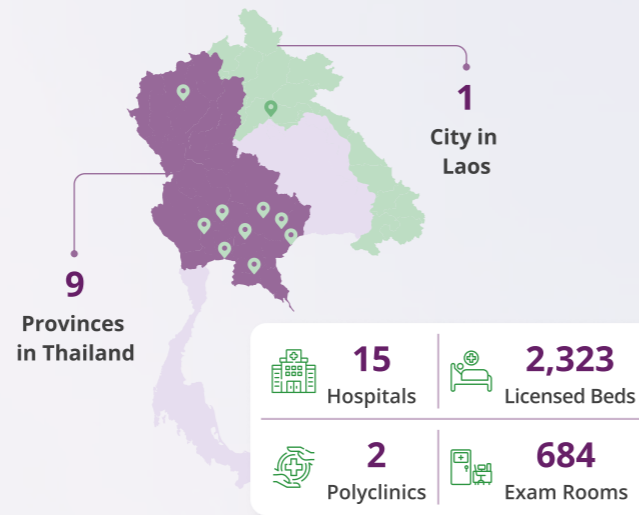 1
City in
Laos
9
Provinces
in Thailand
15
Hospitals
2,323
Licensed Beds
2
Polyclinics
684
Exam Rooms